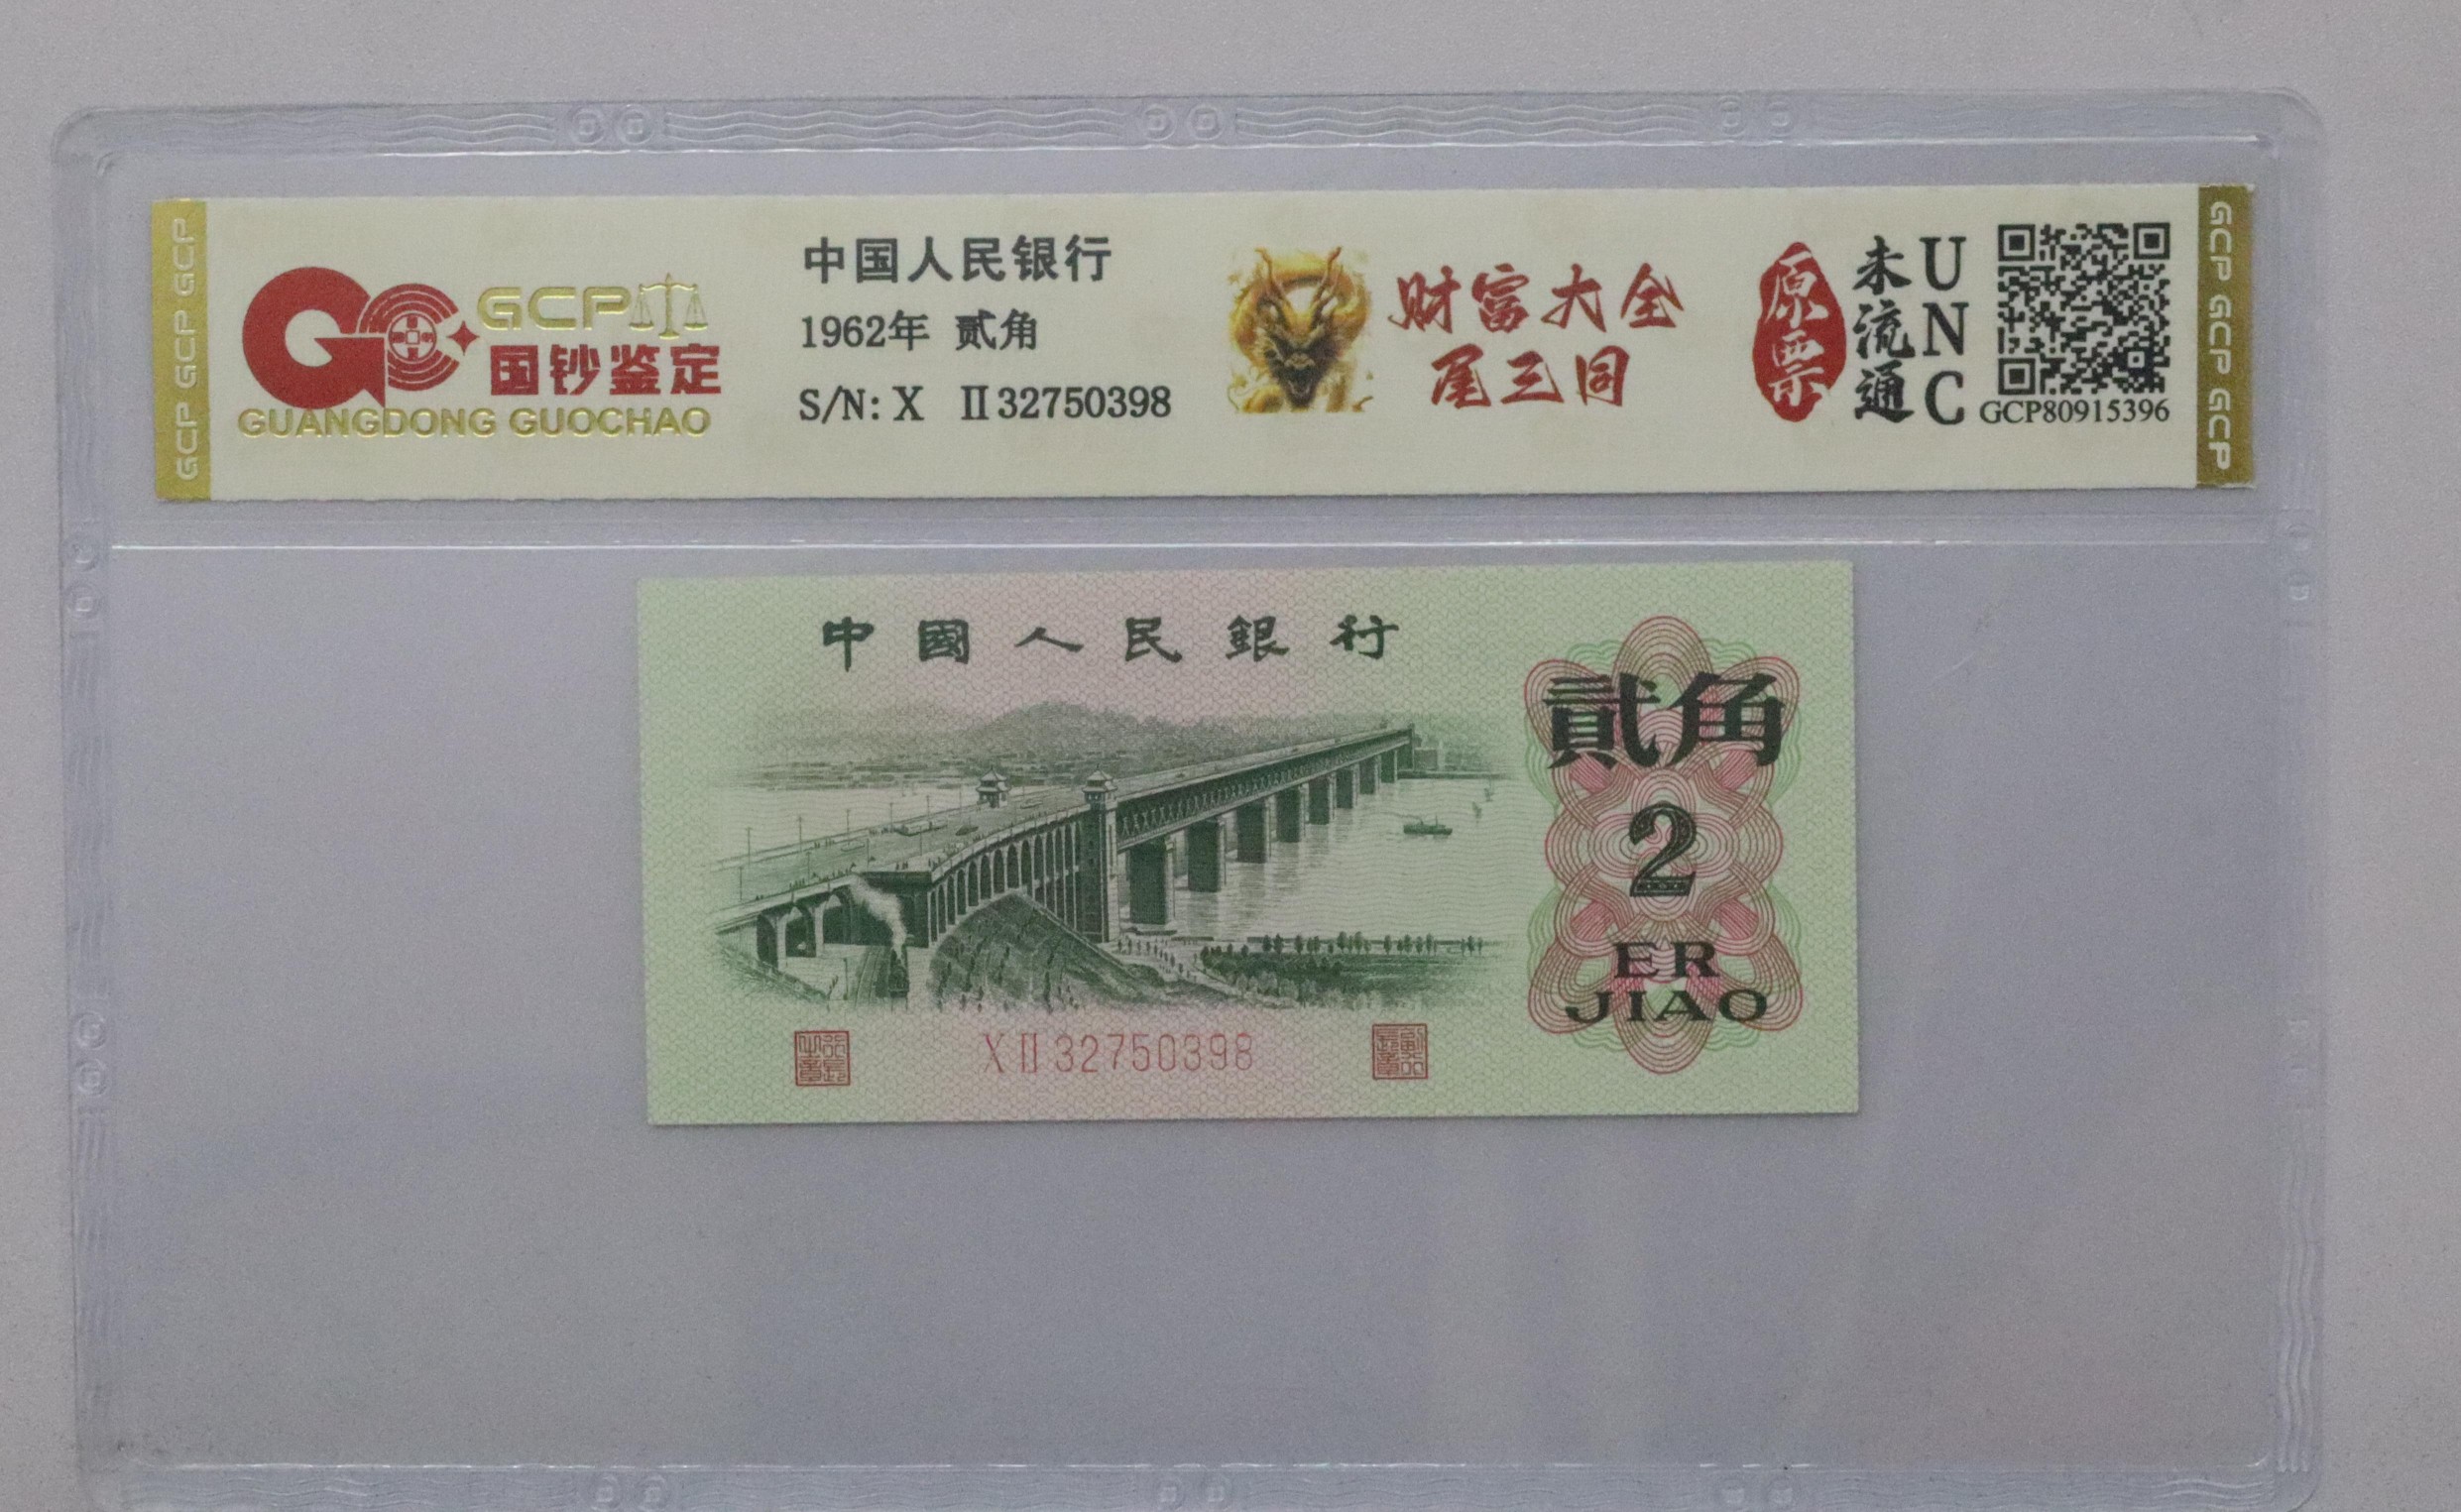 GCP GCP GCP
GCP
国钞鉴定
GUANGDONG GUOCHAO
中国人民银行
1962年 贰角
S/N: X Ⅱ32750398
财富大全
尾三同
原票
未流通
UNC
GCP80915396
GCP GCP GCP
中國人民銀行
貳角
2
ER
JIAO
XⅡ32750398